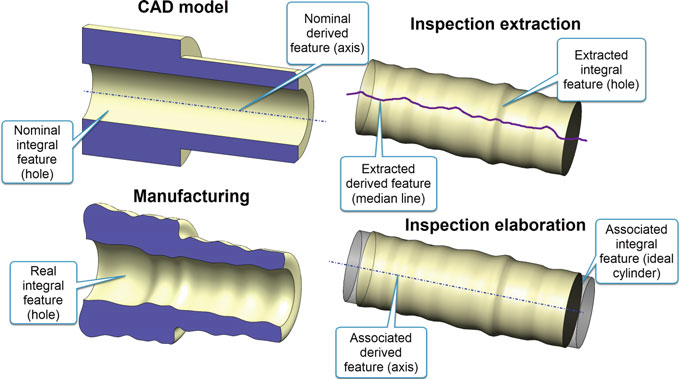 CAD model
Nominal
derived
feature (axis)
Nominal
integral
feature
(hole)
Inspection extraction
Extracted
integral
feature (hole)
Extracted
derived feature
(median line)
Manufacturing
Real
integral
feature
(hole)
Inspection elaboration
Associated
integral
feature (ideal
cylinder)
Associated
derived
feature (axis)